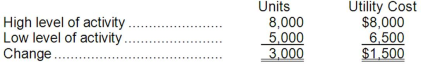 Units Utility Cost
High level of activity ........................ 8,000 $8,000
Low level of activity ......................... 5,000 6,500
Change .......................................... 3,000 $1,500